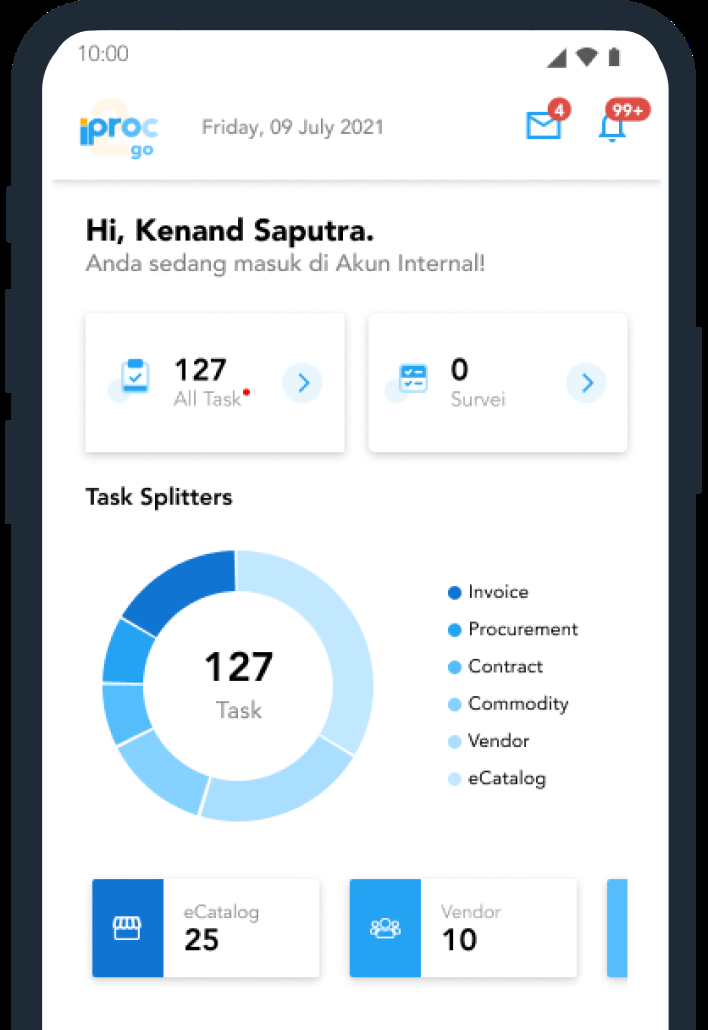 10:00
iproc
2
go
Friday, 09 July 2021
4
99+
Hi, Kenand Saputra.
Anda sedang masuk di Akun Internal!
127
All Task
0
Survei
Task Splitters
127
Task
Invoice
Procurement
Contract
Commodity
Vendor
eCatalog
eCatalog
25
Vendor
10